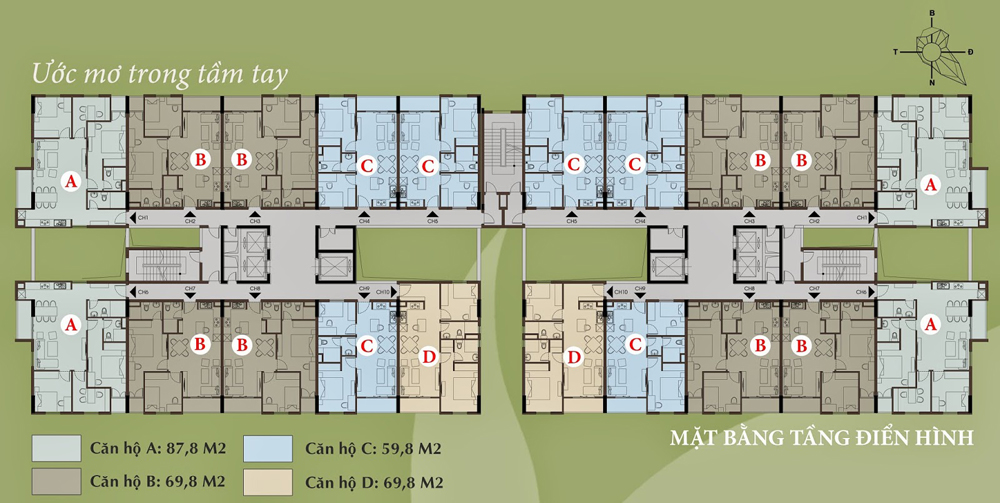 B
T Đ
N
Ước mơ trong tầm tay
A B B C C C C B B A
CH1 CH2 CH3 CH4 CH5 CH5 CH4 CH3 CH2 CH1
CH6 CH7 CH8 CH9 CH10 CH10 CH9 CH8 CH7 CH6
A B B C D D C B B A
MẶT BẰNG TẦNG ĐIỂN HÌNH
Căn hộ A: 87,8 M2 Căn hộ C: 59,8 M2
Căn hộ B: 69,8 M2 Căn hộ D: 69,8 M2